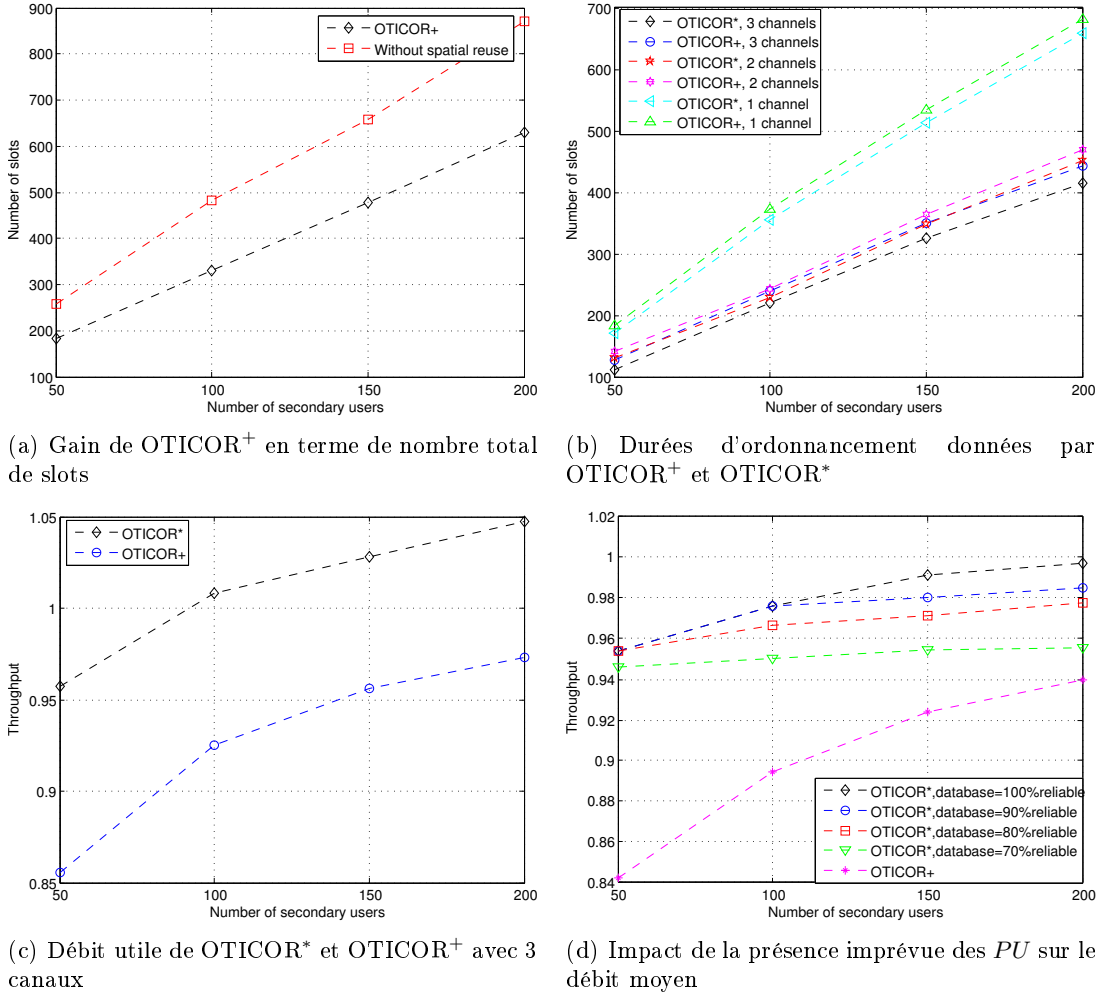 900
800
700
600
500
400
300
200
100
50
100
150
200
Number of slots
Number of secondary users
OTICOR+
Without spatial reuse
(a) Gain de OTICOR+ en terme de nombre total
de slots
700
600
500
400
300
200
100
50
100
150
200
Number of slots
Number of secondary users
OTICOR*, 3 channels
OTICOR+, 3 channels
OTICOR*, 2 channels
OTICOR+, 2 channels
OTICOR*, 1 channel
OTICOR+, 1 channel
(b) Durées d'ordonnancement données par
OTICOR+ et OTICOR*
1.05
1
0.95
0.9
0.85
50
100
150
200
Throughput
Number of secondary users
OTICOR*
OTICOR+
(c) Débit utile de OTICOR* et OTICOR+ avec 3
canaux
1.02
1
0.98
0.96
0.94
0.92
0.9
0.88
0.86
0.84
50
100
150
200
Throughput
Number of secondary users
OTICOR*,database=100%reliable
OTICOR*,database=90%reliable
OTICOR*,database=80%reliable
OTICOR*,database=70%reliable
OTICOR+
(d) Impact de la présence imprévue des PU sur le
débit moyen